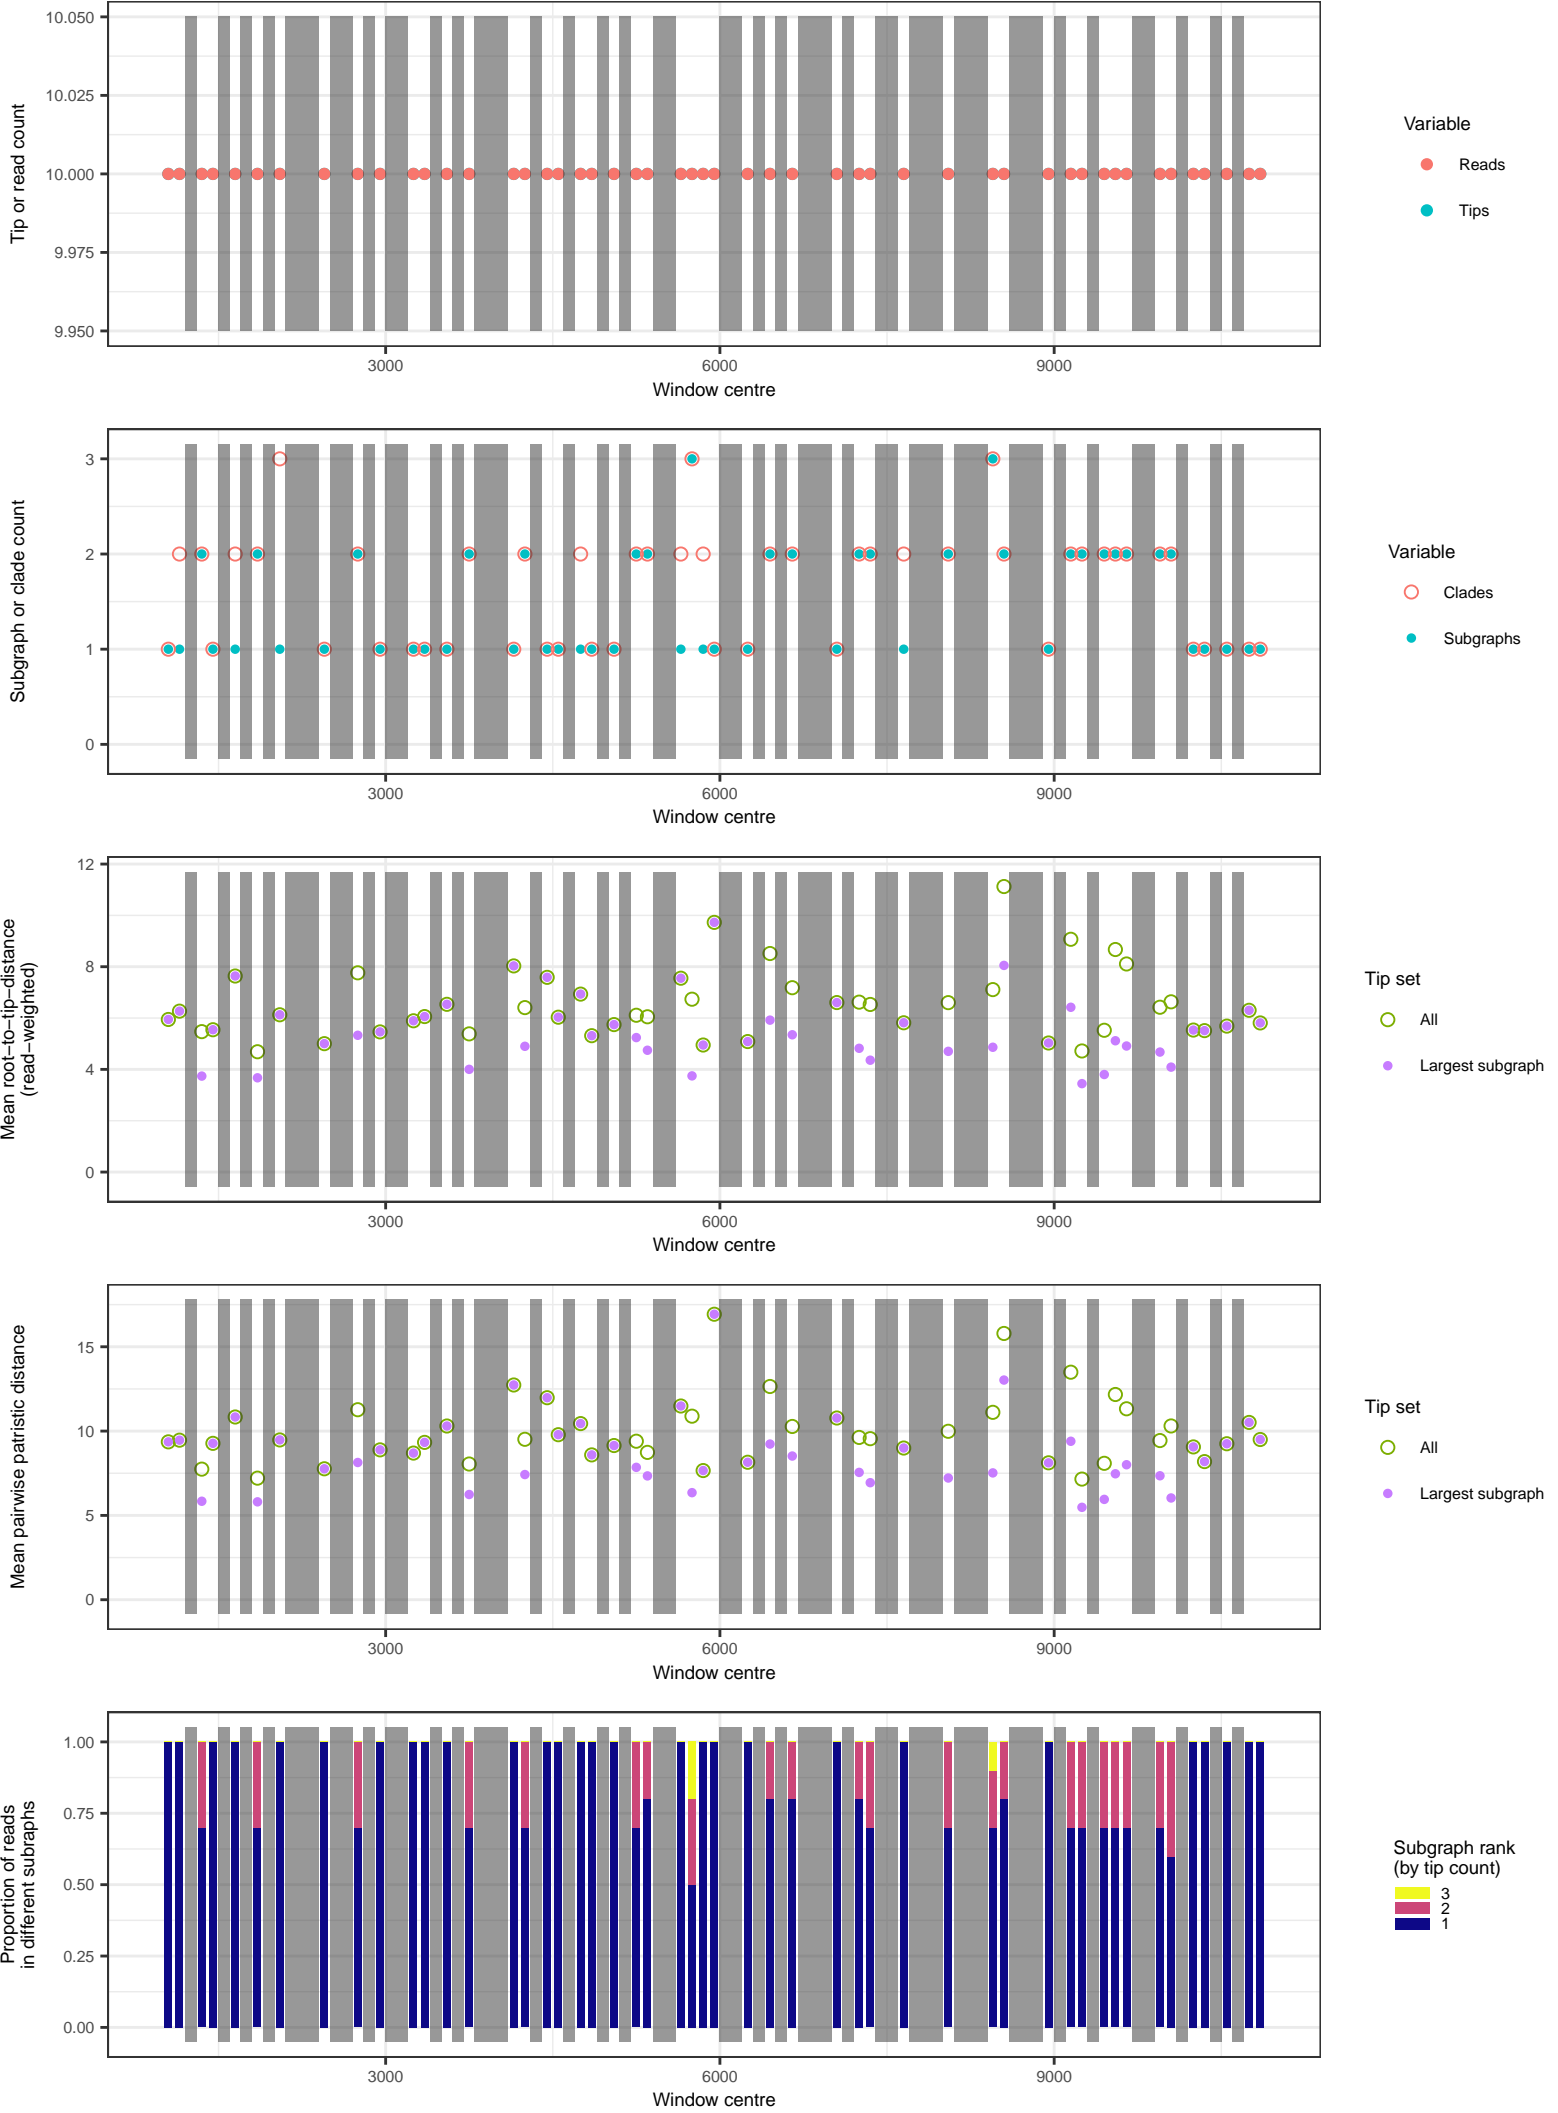 10.050
10.025
10.000
9.975
9.950
Tip or read count
3000
6000
9000
Window centre
Variable
Reads
Tips
3
2
1
0
Subgraph or clade count
3000
6000
9000
Window centre
Variable
Clades
Subgraphs
12
8
4
0
Mean root−to−tip−distance
(read−weighted)
3000
6000
9000
Window centre
Tip set
All
Largest subgraph
15
10
5
0
Mean pairwise patristic distance
3000
6000
9000
Window centre
Tip set
All
Largest subgraph
1.00
0.75
0.50
0.25
0.00
Proportion of reads
in different subraphs
3000
6000
9000
Window centre
Subgraph rank
(by tip count)
3
2
1